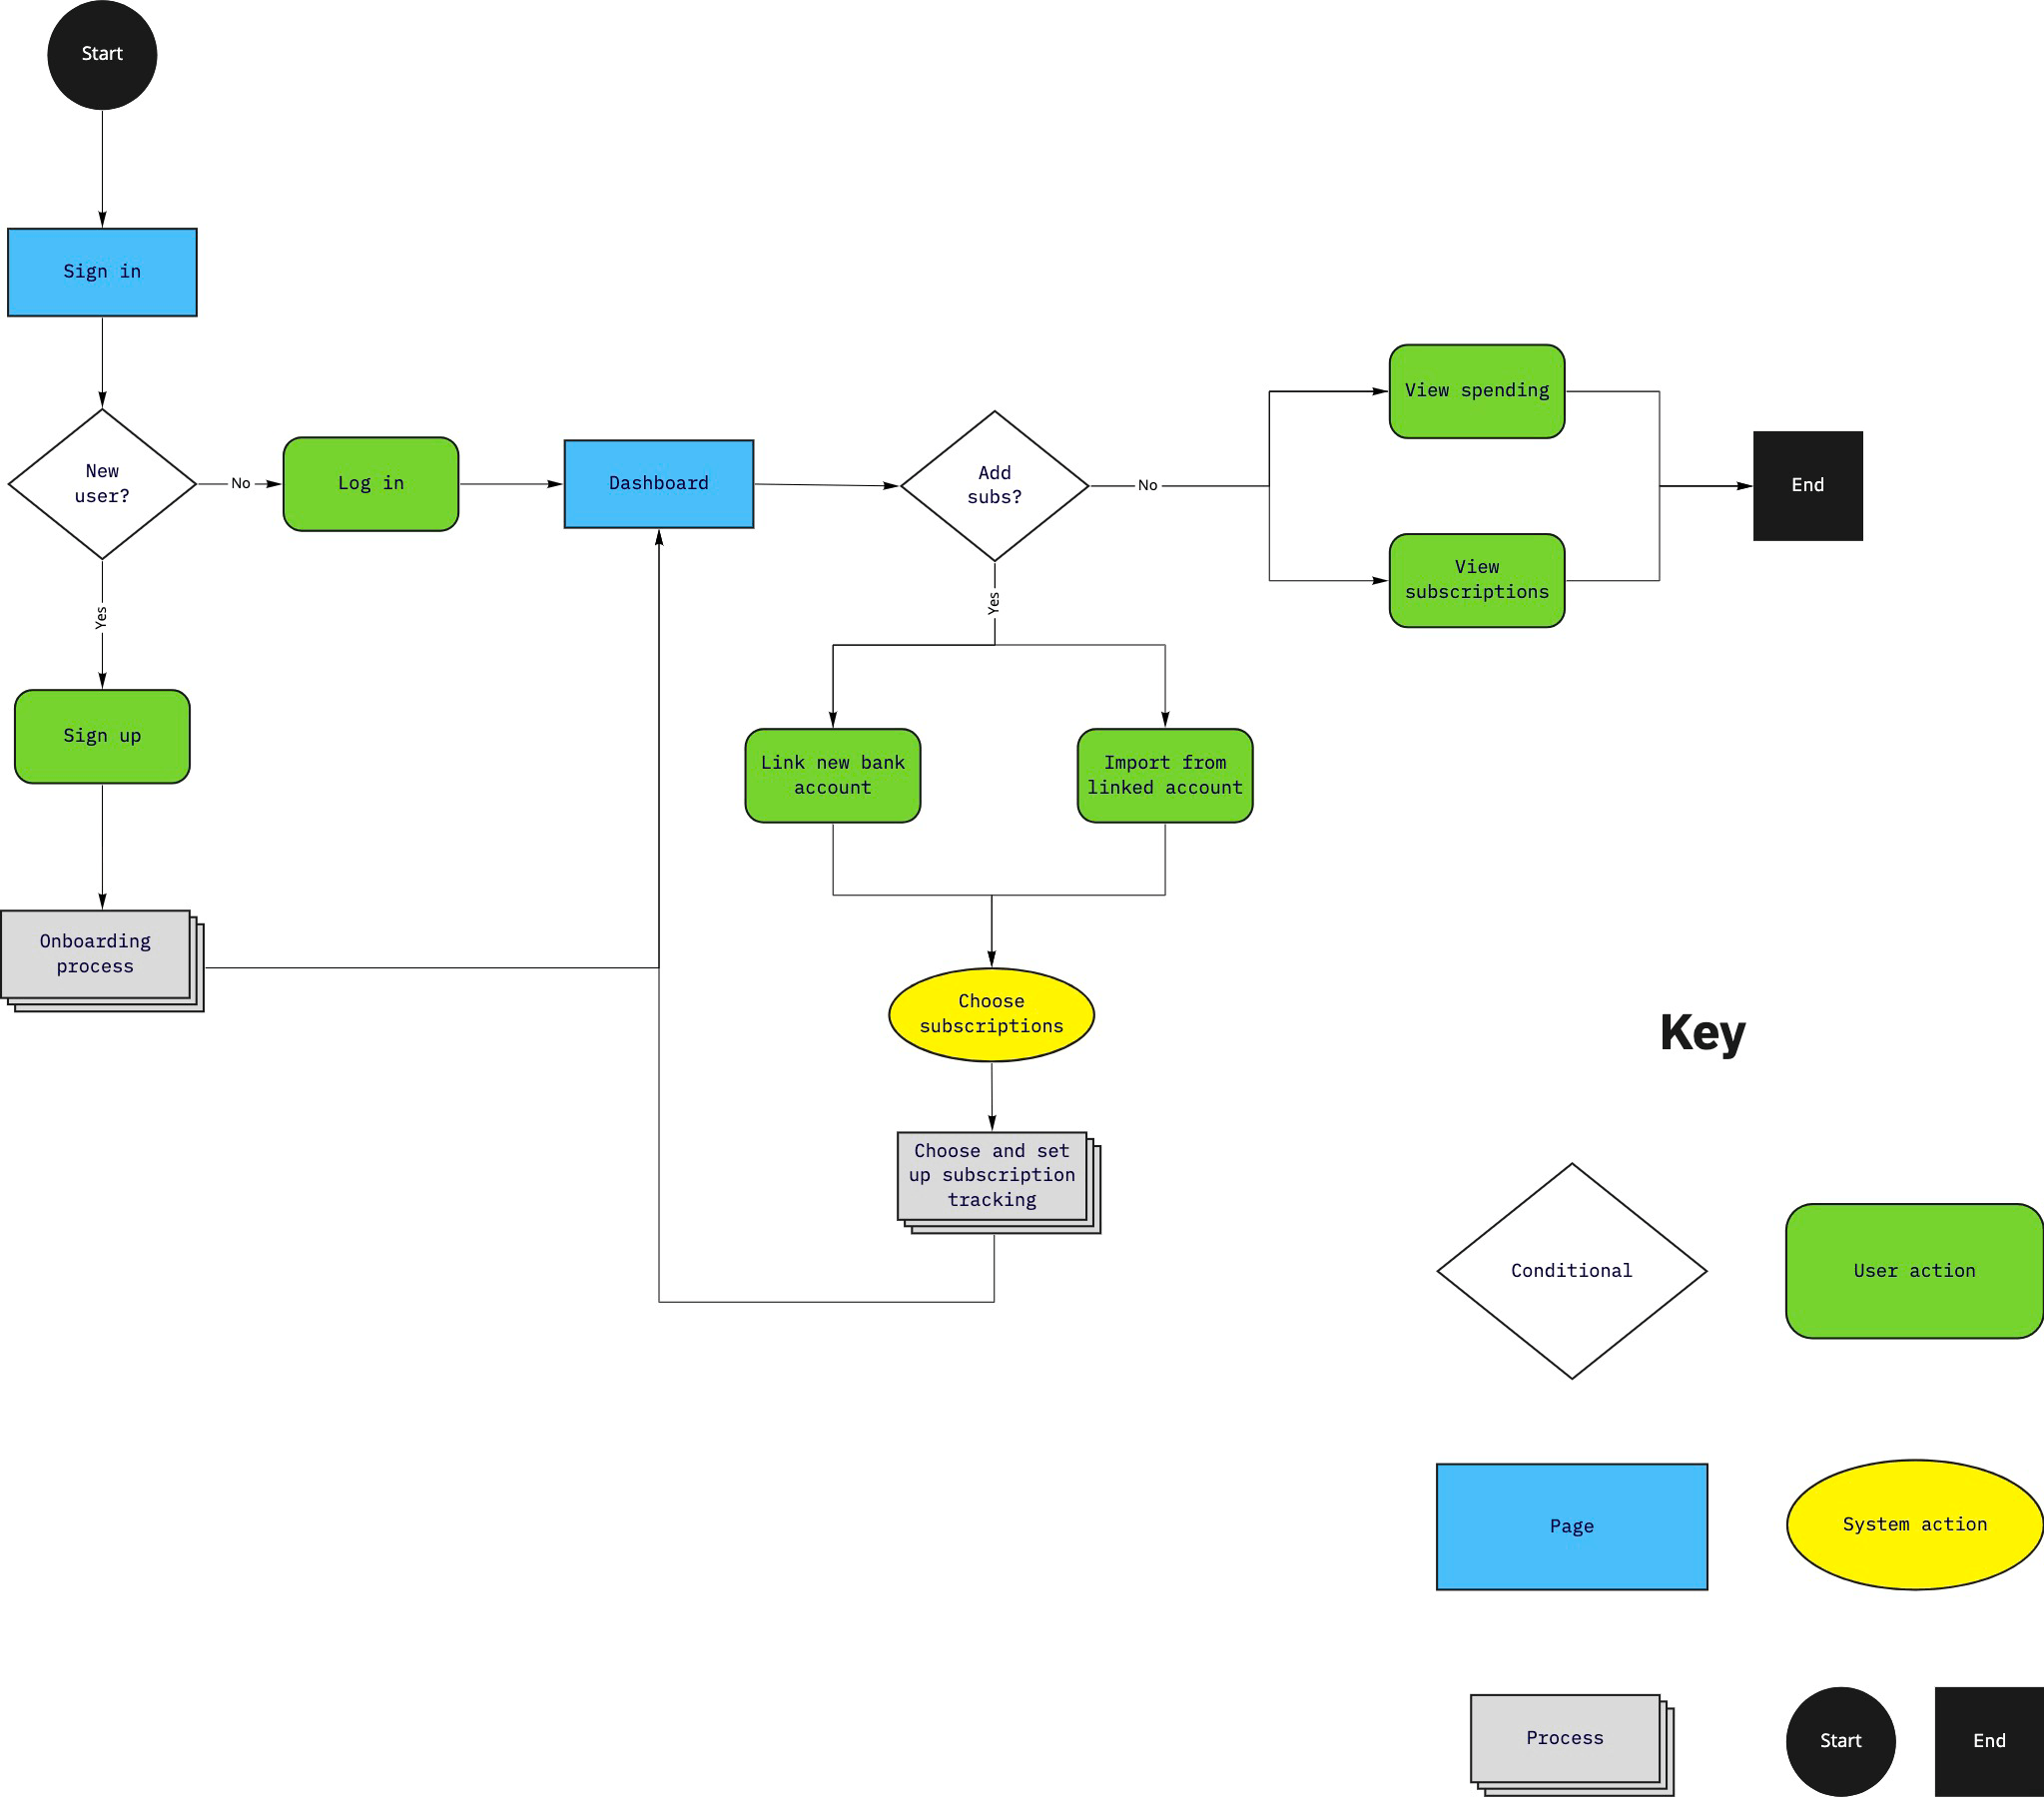 Start
Sign in
New
user?
No
Log in
Dashboard
Add
subs?
No
View spending
View
subscriptions
End
Yes
Yes
Sign up
Link new bank
account
Import from
linked account
Onboarding
process
Choose
subscriptions
Choose and set
up subscription
tracking
Key
Conditional
User action
Page
System action
Process
Start
End